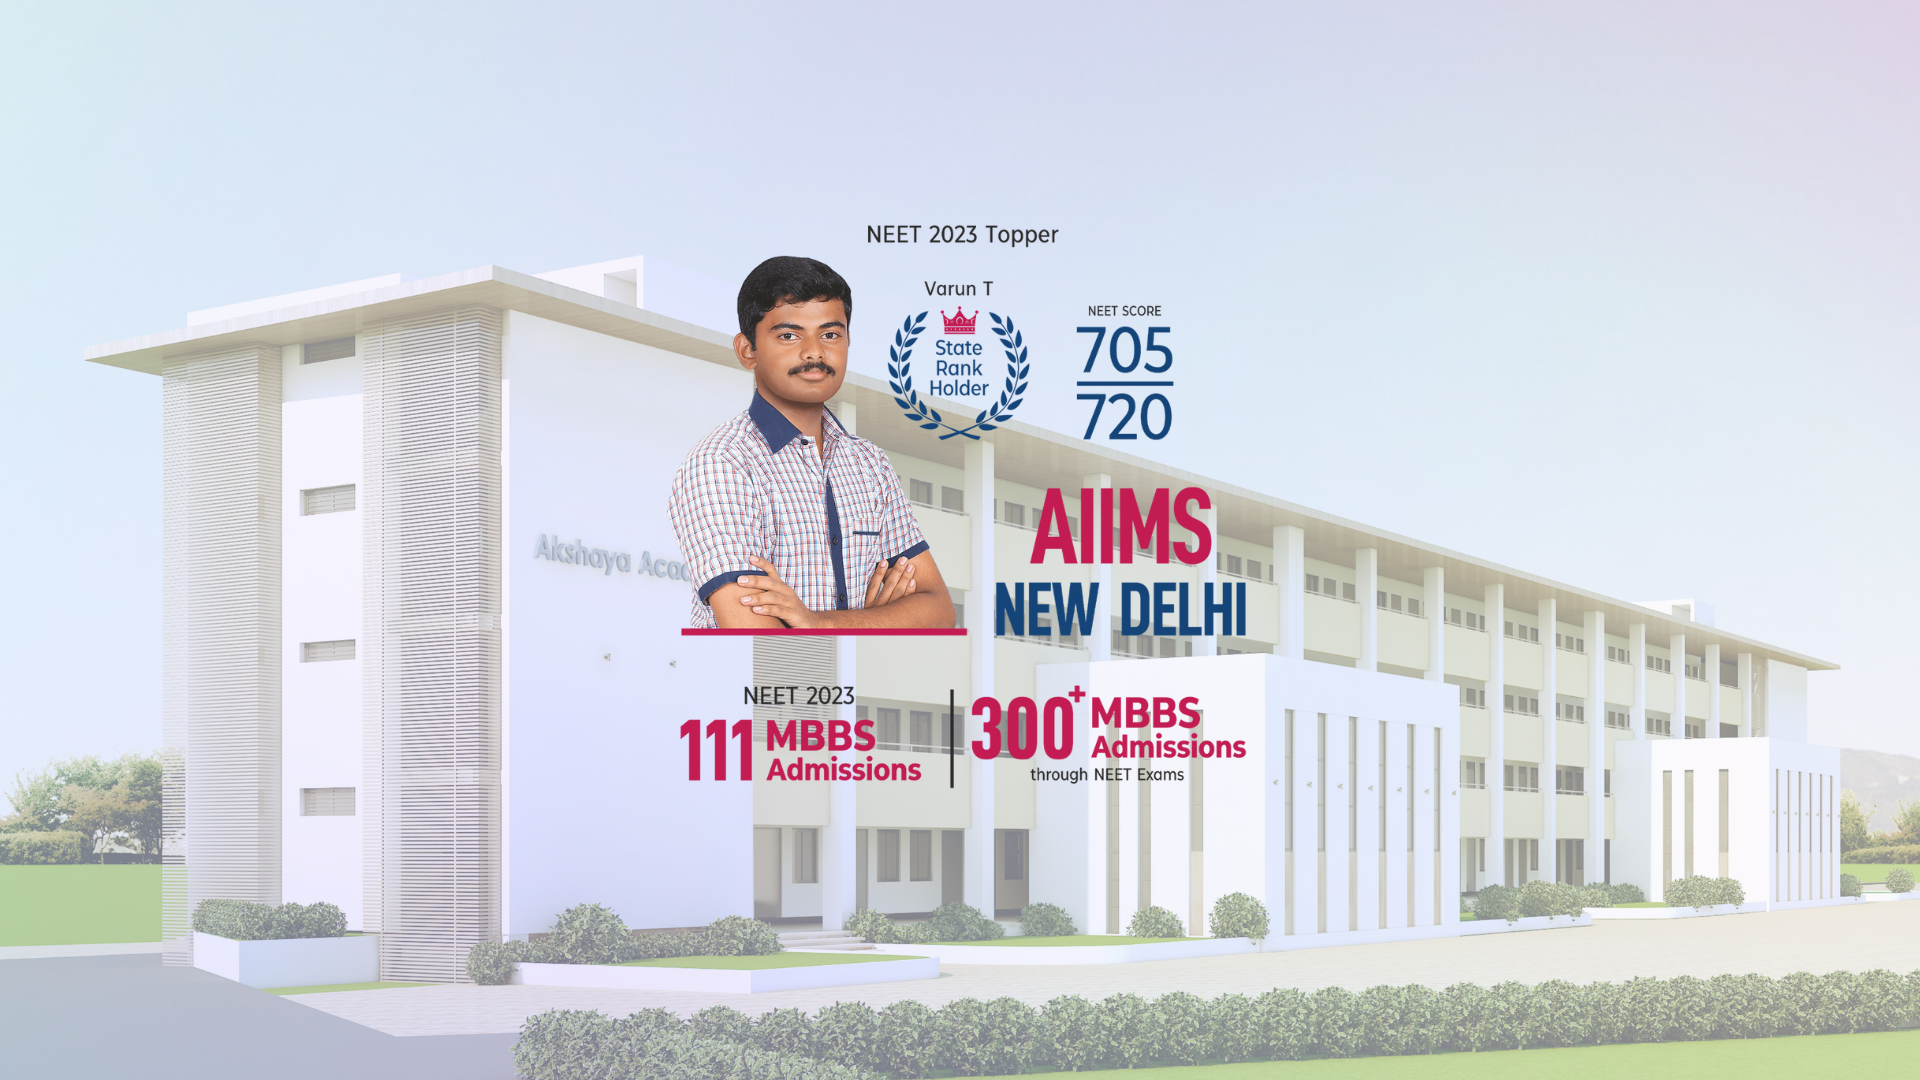 NEET 2023 Topper
Varun T
State
Rank
Holder
NEET SCORE
705
720
AIIMS
NEW DELHI
Akshaya
NEET 2023
111 MBBS
Admissions
300+ MBBS
Admissions
through NEET Exams